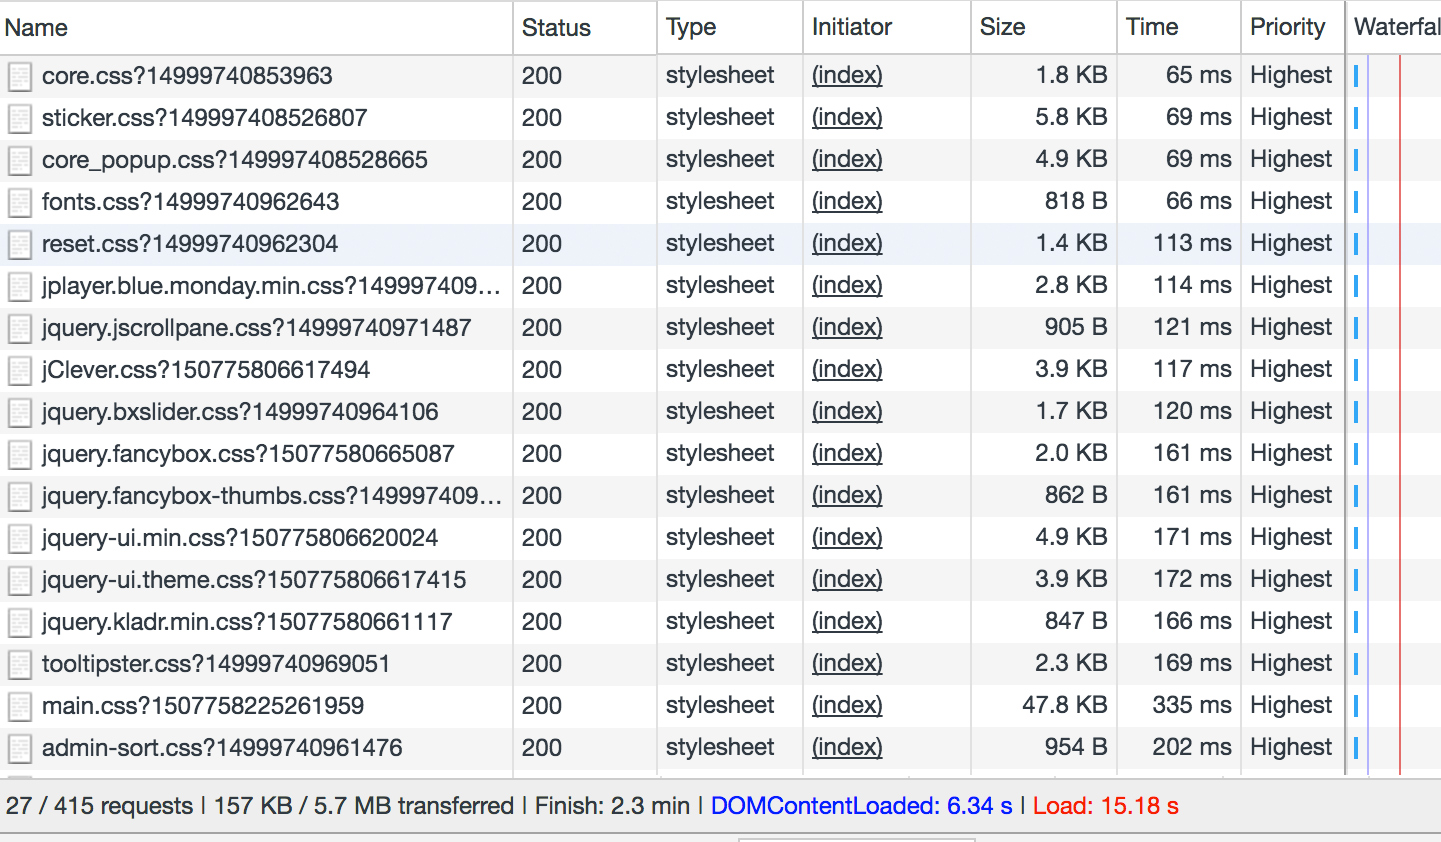 Name Status Type Initiator Size Time Priority Waterfal
core.css?14999740853963 200 stylesheet (index) 1.8 KB 65 ms Highest
sticker.css?149997408526807 200 stylesheet (index) 5.8 KB 69 ms Highest
core_popup.css?149997408528665 200 stylesheet (index) 4.9 KB 69 ms Highest
fonts.css?14999740962643 200 stylesheet (index) 818 B 66 ms Highest
reset.css?14999740962304 200 stylesheet (index) 1.4 KB 113 ms Highest
jplayer.blue.monday.min.css?149997409... 200 stylesheet (index) 2.8 KB 114 ms Highest
jquery.jscrollpane.css?14999740971487 200 stylesheet (index) 905 B 121 ms Highest
jClever.css?150775806617494 200 stylesheet (index) 3.9 KB 117 ms Highest
jquery.bxslider.css?14999740964106 200 stylesheet (index) 1.7 KB 120 ms Highest
jquery.fancybox.css?15077580665087 200 stylesheet (index) 2.0 KB 161 ms Highest
jquery.fancybox-thumbs.css?149997409... 200 stylesheet (index) 862 B 161 ms Highest
jquery-ui.min.css?150775806620024 200 stylesheet (index) 4.9 KB 171 ms Highest
jquery-ui.theme.css?150775806617415 200 stylesheet (index) 3.9 KB 172 ms Highest
jquery.kladr.min.css?15077580661117 200 stylesheet (index) 847 B 166 ms Highest
tooltipster.css?14999740969051 200 stylesheet (index) 2.3 KB 169 ms Highest
main.css?1507758225261959 200 stylesheet (index) 47.8 KB 335 ms Highest
admin-sort.css?14999740961476 200 stylesheet (index) 954 B 202 ms Highest
27 / 415 requests | 157 KB / 5.7 MB transferred | Finish: 2.3 min | DOMContentLoaded: 6.34 s | Load: 15.18 s